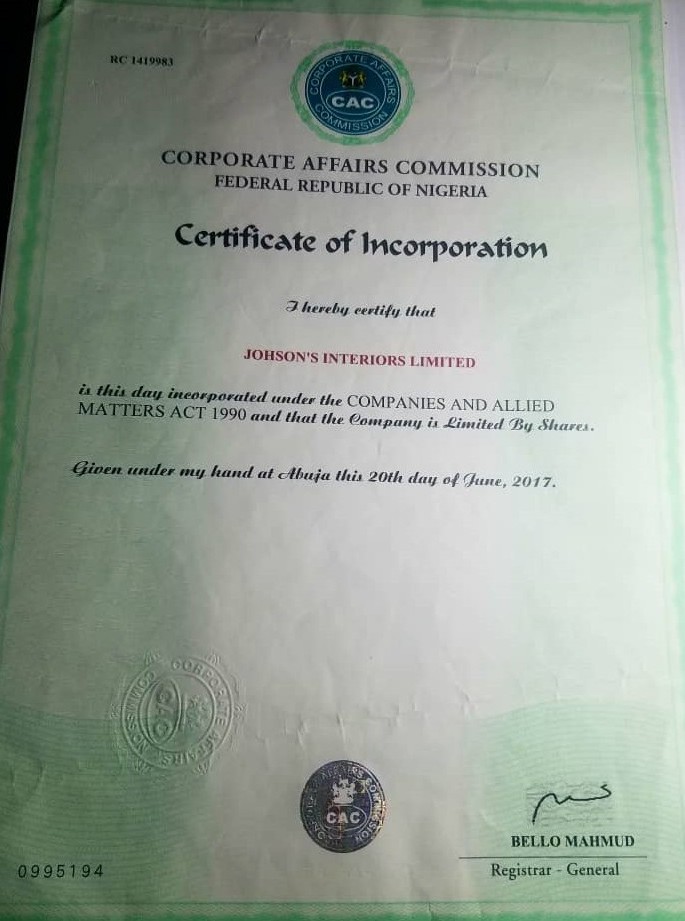 RC 1419983
CORPORATE AFFAIRS COMMISSION
CAC
CORPORATE AFFAIRS COMMISSION
FEDERAL REPUBLIC OF NIGERIA
Certificate of Incorporation
I hereby certify that
JOHSON'S INTERIORS LIMITED
is this day incorporated under the COMPANIES AND ALLIED
MATTERS ACT 1990 and that the Company is Limited By Shares.
Given under my hand at Abuja this 20th day of June, 2017.
CORPORATE AFFAIRS COMMISSION
CAC
CORPORATE AFFAIRS COMMISSION
CAC
BELLO MAHMUD
Registrar - General
0995194